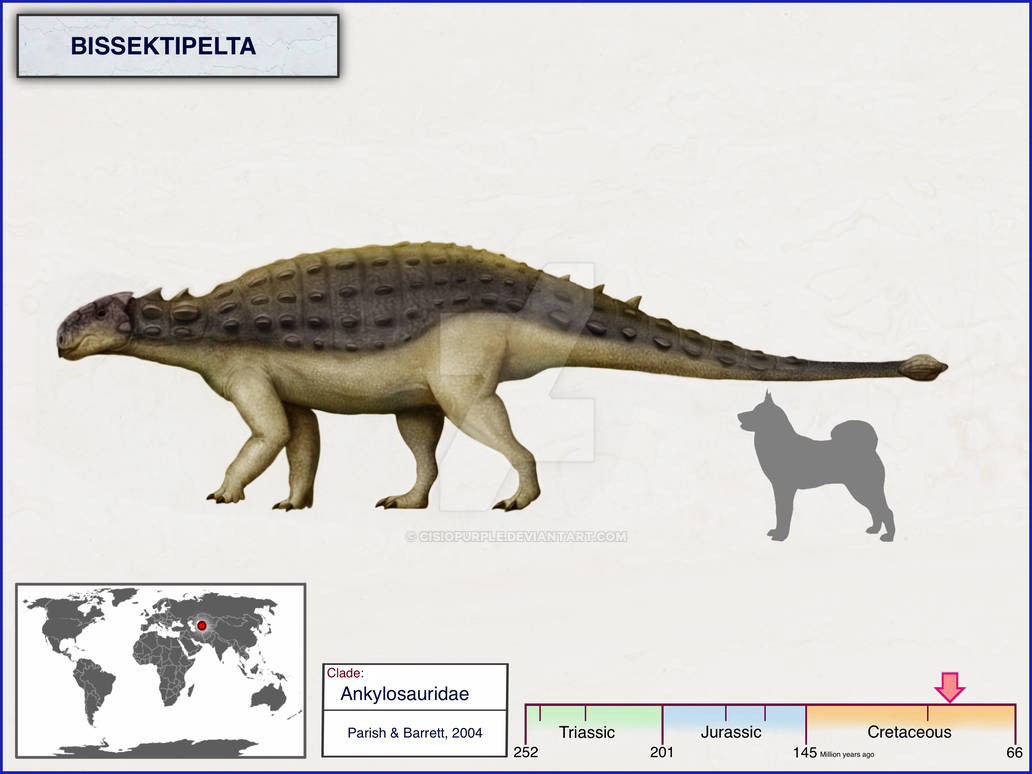 BISSEKTIPELTA
© CISIOPURPLE.DEVIANTART.COM
Clade:
Ankylosauridae
Parish & Barrett, 2004
Triassic
Jurassic
Cretaceous
252
201
145 Million years ago
66